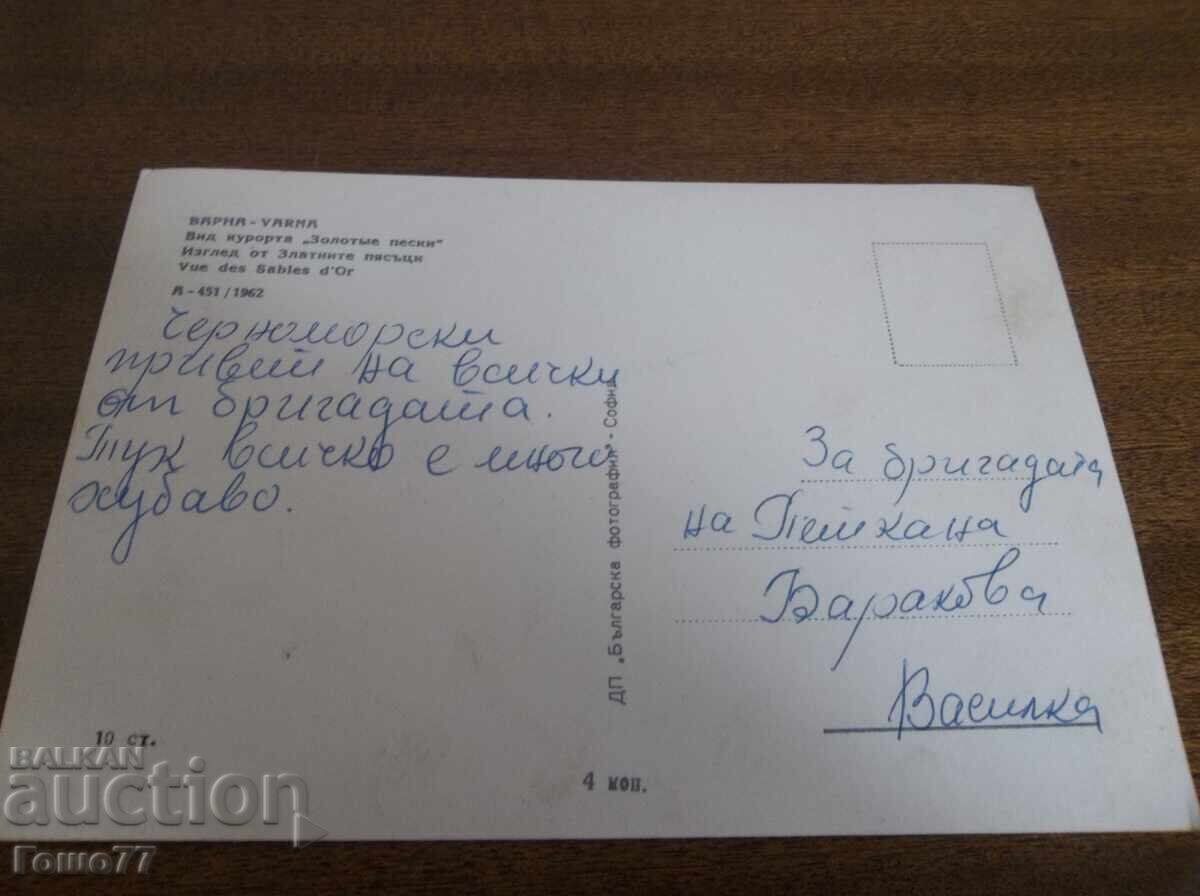 ВАРНА - VARNA
Вид курорта „Золотые пески"
Изглед от Златните пясъци
Vue des Sables d'Or
А - 451 / 1962
Черноморски
привет на всички
от бригадата.
Тук всичко е много
хубаво.
ДП „Българска фотография" - София
За бригадата
на
Баракова
Василка
10 ст.
4 коп.
BALKAN
auction
Гошо77